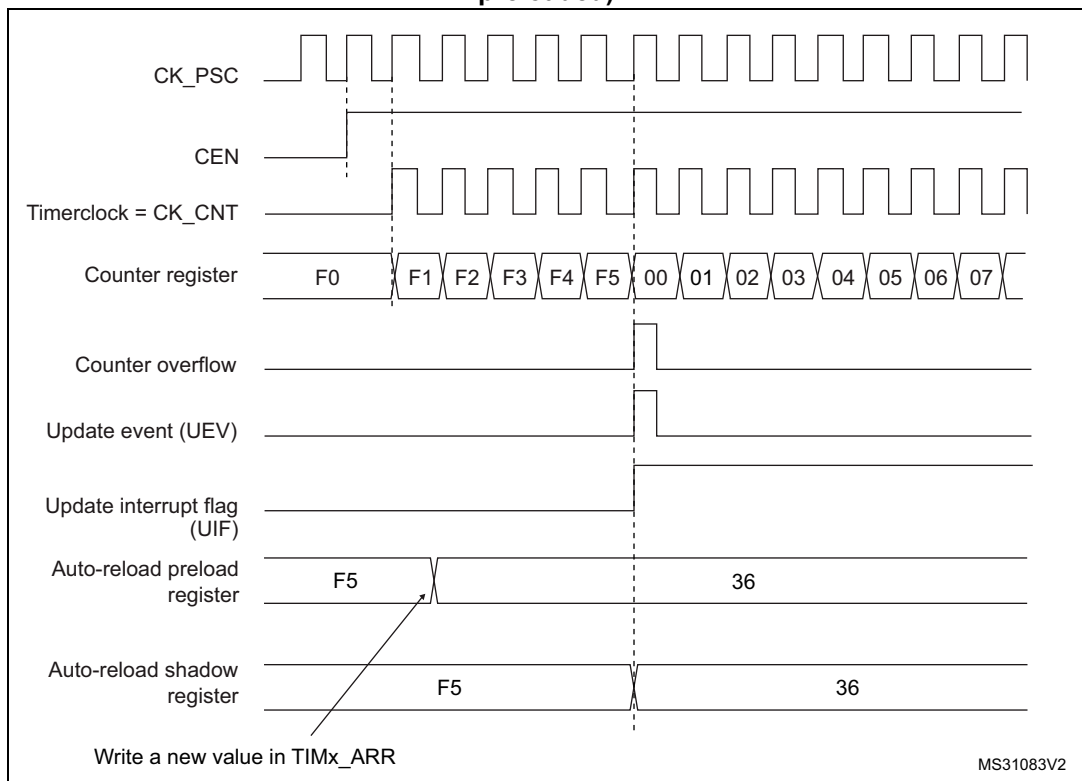 preloaded)
CK_PSC
CEN
Timerclock = CK_CNT
Counter register F0 F1 F2 F3 F4 F5 00 01 02 03 04 05 06 07
Counter overflow
Update event (UEV)
Update interrupt flag
(UIF)
Auto-reload preload
register
F5 36
Auto-reload shadow
register
F5 36
Write a new value in TIMx_ARR
MS31083V2